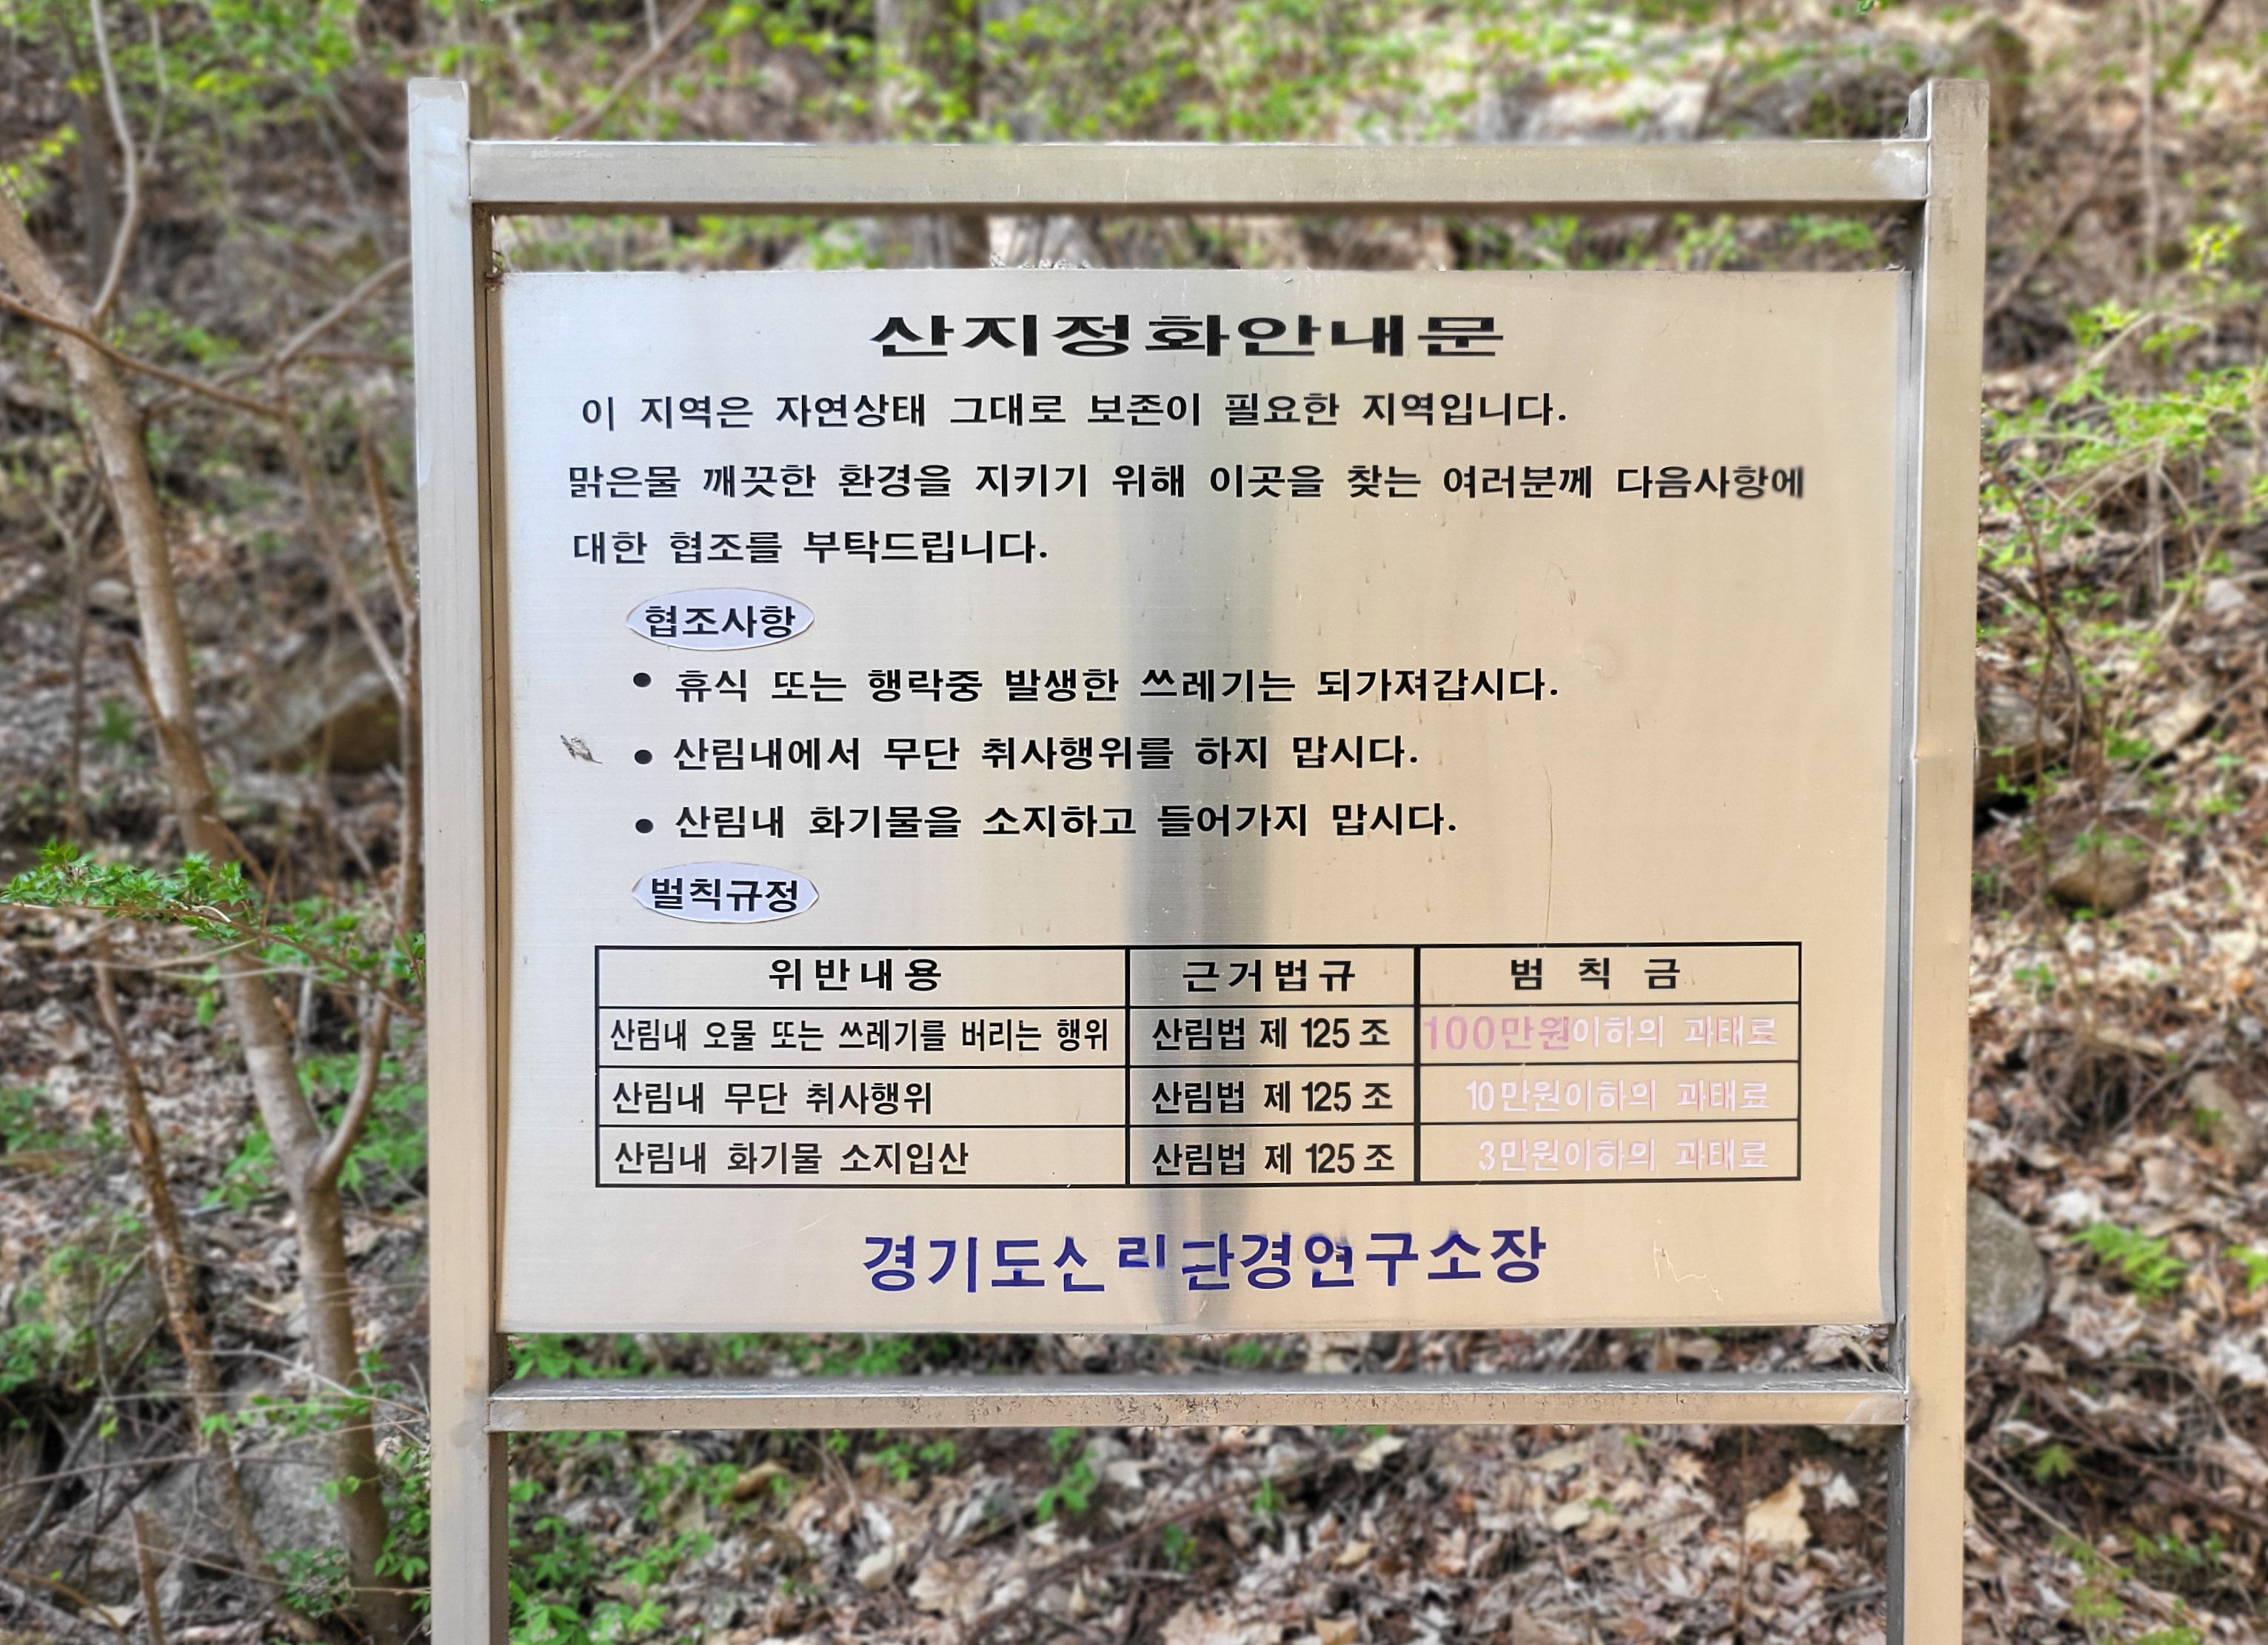 산지정화안내문
이 지역은 자연상태 그대로 보존이 필요한 지역입니다.
맑은물 깨끗한 환경을 지키기 위해 이곳을 찾는 여러분께 다음사항에
대한 협조를 부탁드립니다.
협조사항
• 휴식 또는 행락중 발생한 쓰레기는 되가져갑시다.
• 산림내에서 무단 취사행위를 하지 맙시다.
• 산림내 화기물을 소지하고 들어가지 맙시다.
벌칙규정
위반내용 근거법규 범칙금
산림내 오물 또는 쓰레기를 버리는 행위 산림법 제 125 조 100만원이하의 과태료
산림내 무단 취사행위 산림법 제 125 조 10만원이하의 과태료
산림내 화기물 소지입산 산림법 제 125 조 3만원이하의 과태료